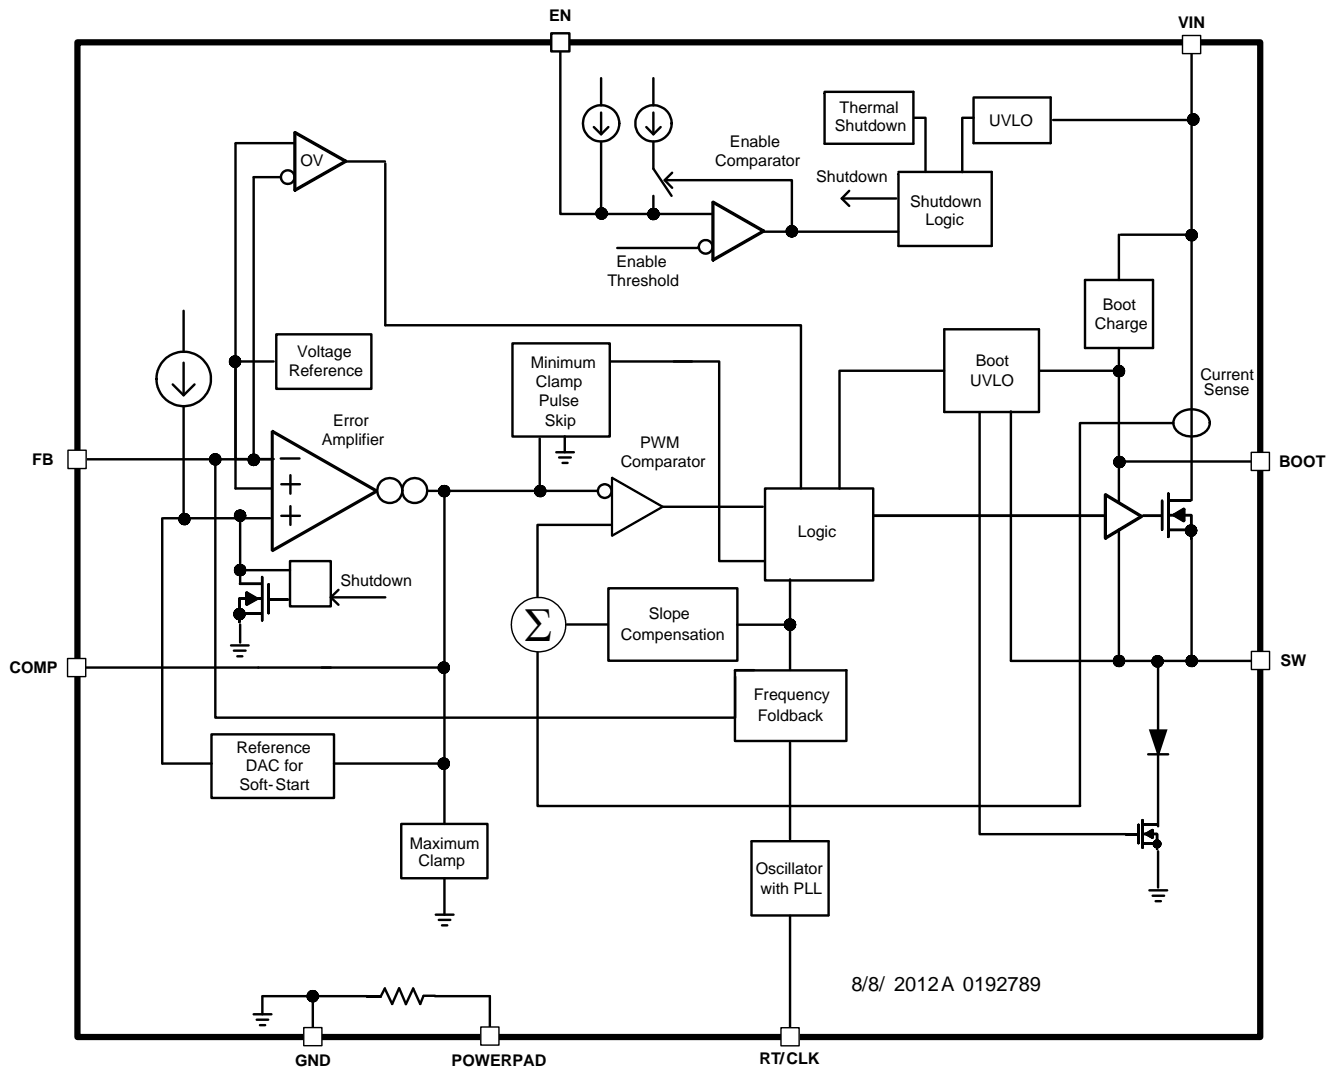 EN
VIN
Thermal
Shutdown
UVLO
OV
Enable
Comparator
Shutdown
Shutdown
Logic
Enable
Threshold
Boot
Charge
Voltage
Reference
Minimum
Clamp
Pulse
Skip
Boot
UVLO
Current
Sense
Error
Amplifier
PWM
Comparator
FB
BOOT
−
+
+
Logic
Shutdown
Σ
Slope
Compensation
COMP
SW
Frequency
Foldback
Reference
DAC for
Soft-Start
Maximum
Clamp
Oscillator
with PLL
8/8/ 2012A 0192789
GND
POWERPAD
RT/CLK